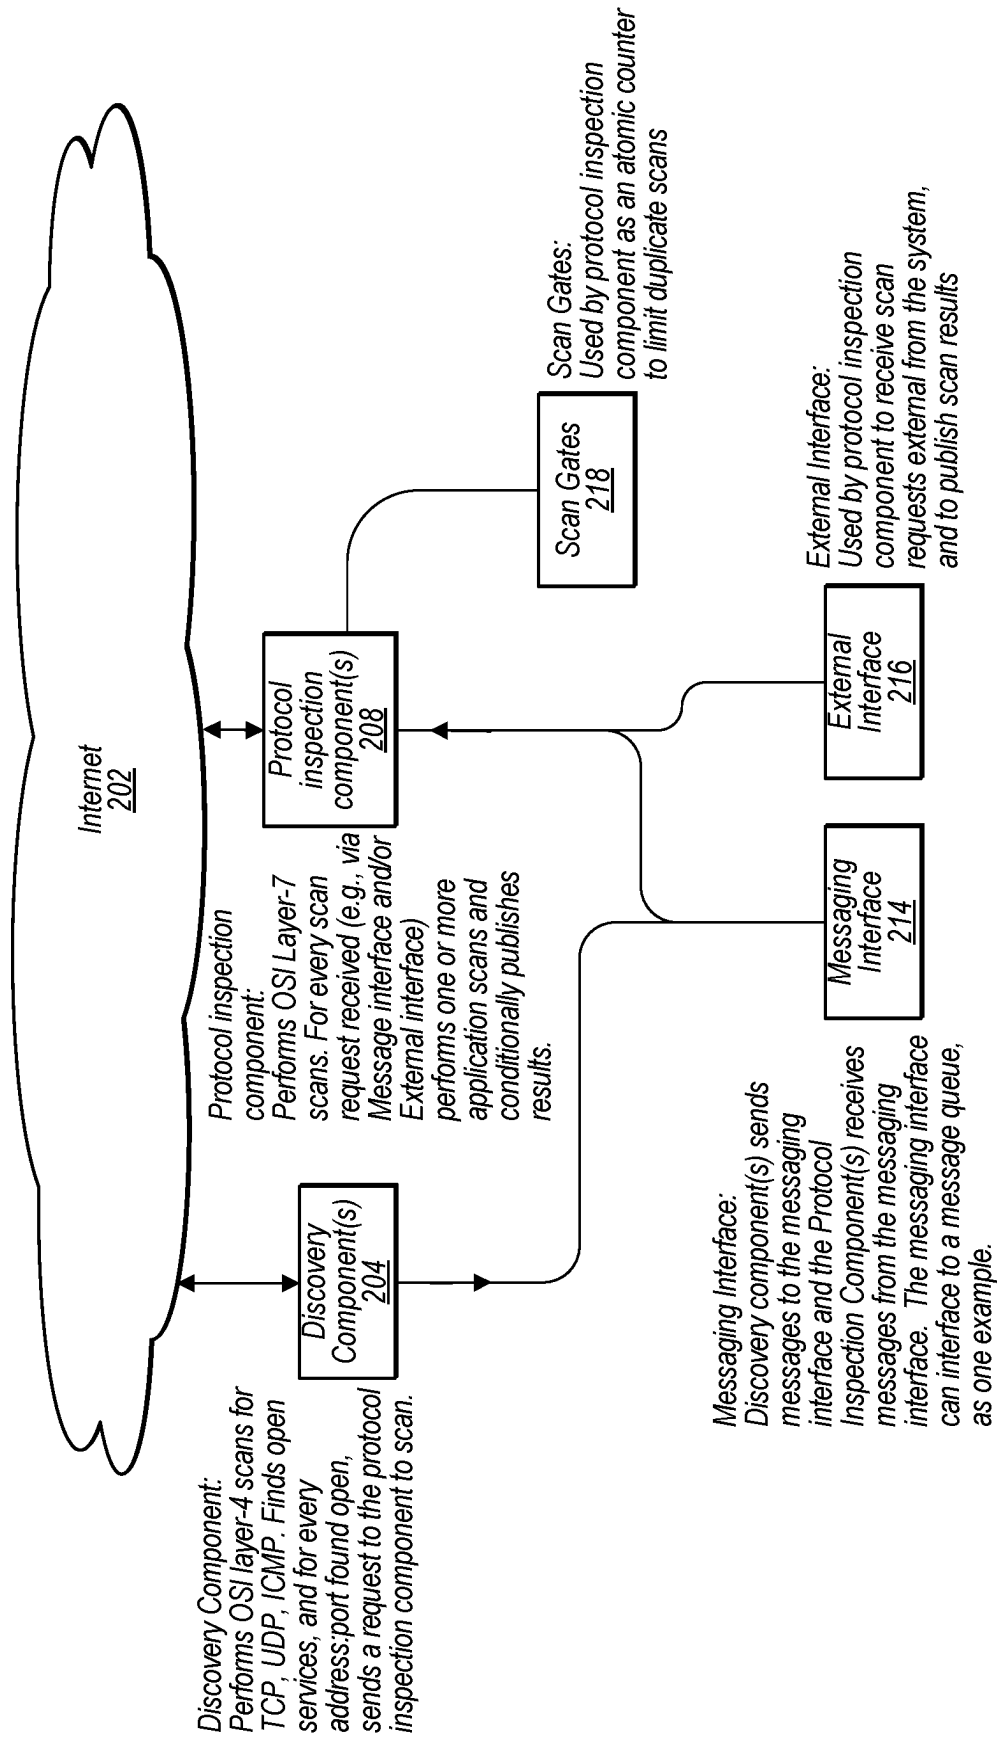 Internet
202
Discovery Component:
Performs OSI layer-4 scans for
TCP, UDP, ICMP. Finds open
services, and for every
address:port found open,
sends a request to the protocol
inspection component to scan.
Discovery
Component(s)
204
Protocol inspection
component:
Performs OSI Layer-7
scans. For every scan
request received (e.g., via
Message interface and/or
External interface)
performs one or more
application scans and
conditionally publishes
results.
Protocol
inspection
component(s)
208
Scan Gates
218
Scan Gates:
Used by protocol inspection
component as an atomic counter
to limit duplicate scans
Messaging Interface:
Discovery component(s) sends
messages to the messaging
interface and the Protocol
Inspection Component(s) receives
messages from the messaging
interface. The messaging interface
can interface to a message queue,
as one example.
Messaging
Interface
214
External
Interface
216
External Interface:
Used by protocol inspection
component to receive scan
requests external from the system,
and to publish scan results